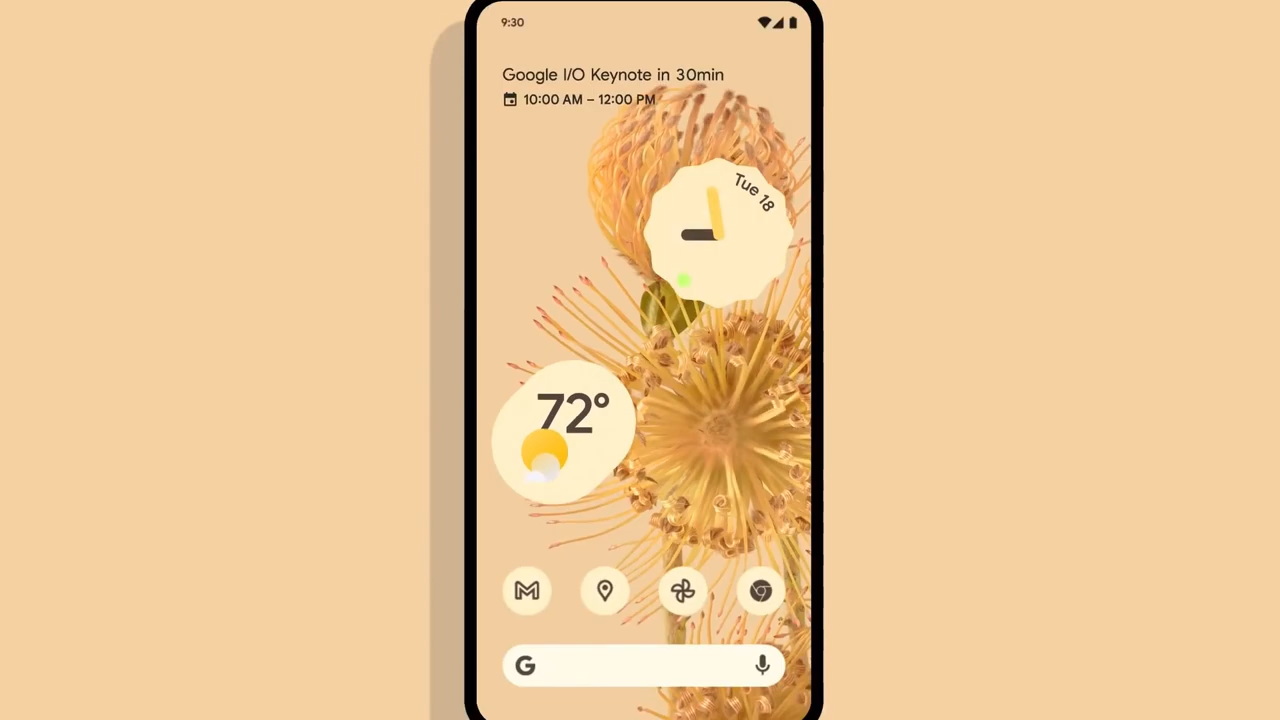 9:30
Google I/O Keynote in 30min
10:00 AM – 12:00 PM
Tue 18
72°